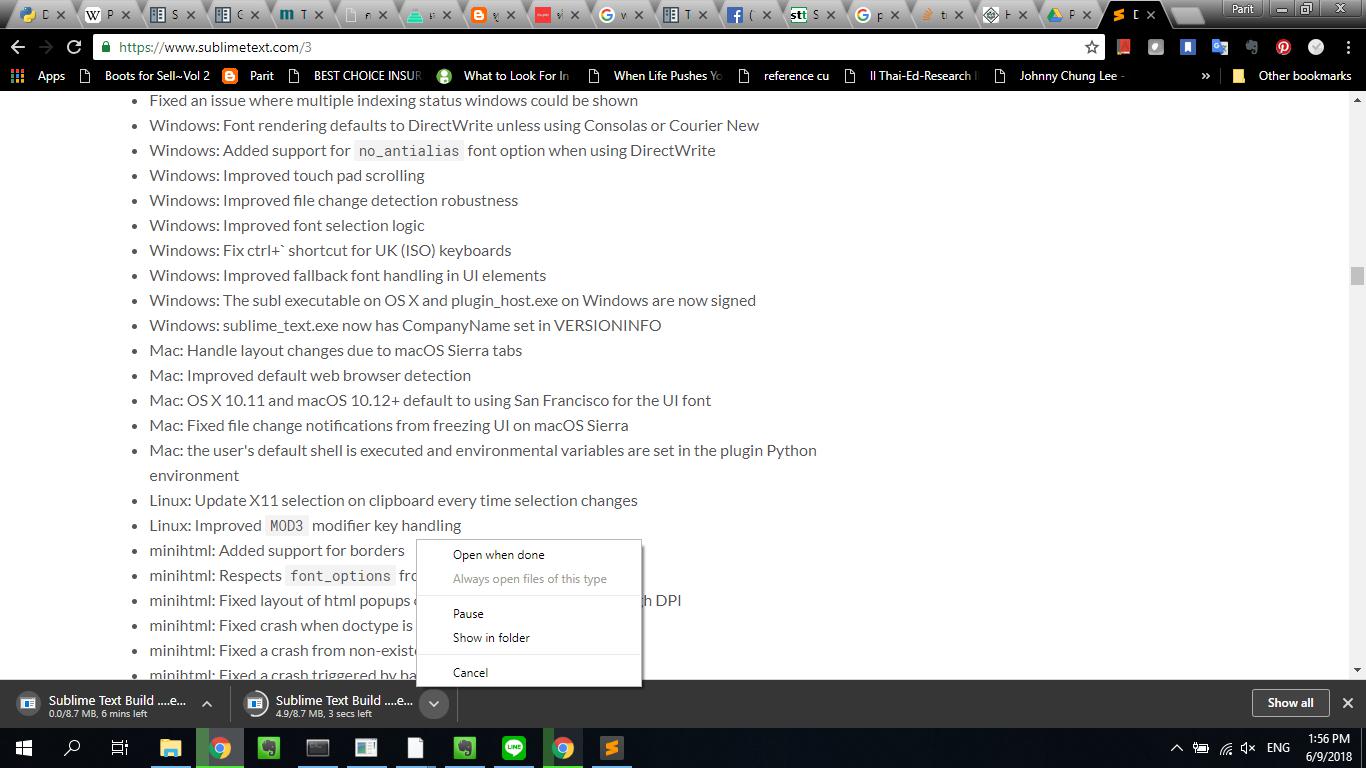 Parit
https://www.sublimetext.com/3
Apps
Boots for Sell~Vol 2
Parit
BEST CHOICE INSUR
What to Look For In
When Life Pushes Yo
reference cu
II Thai-Ed-Research
Johnny Chung Lee -
»
Other bookmarks
Fixed an issue where multiple indexing status windows could be shown
Windows: Font rendering defaults to DirectWrite unless using Consolas or Courier New
Windows: Added support for no_antialias font option when using DirectWrite
Windows: Improved touch pad scrolling
Windows: Improved file change detection robustness
Windows: Improved font selection logic
Windows: Fix ctrl+` shortcut for UK (ISO) keyboards
Windows: Improved fallback font handling in UI elements
Windows: The subl executable on OS X and plugin_host.exe on Windows are now signed
Windows: sublime_text.exe now has CompanyName set in VERSIONINFO
Mac: Handle layout changes due to macOS Sierra tabs
Mac: Improved default web browser detection
Mac: OS X 10.11 and macOS 10.12+ default to using San Francisco for the UI font
Mac: Fixed file change notifications from freezing UI on macOS Sierra
Mac: the user's default shell is executed and environmental variables are set in the plugin Python
environment
Linux: Update X11 selection on clipboard every time selection changes
Linux: Improved MOD3 modifier key handling
minihtml: Added support for borders
minihtml: Respects font_options fro
minihtml: Fixed layout of html popups
DPI
minihtml: Fixed crash when doctype is
minihtml: Fixed a crash from non-existe
minihtml: Fixed a crash triggered by ba
Open when done
Always open files of this type
Pause
Show in folder
Cancel
Sublime Text Build ....e...
0.0/8.7 MB, 6 mins left
Sublime Text Build ....e...
4.9/8.7 MB, 3 secs left
Show all
LINE
ENG
1:56 PM
6/9/2018